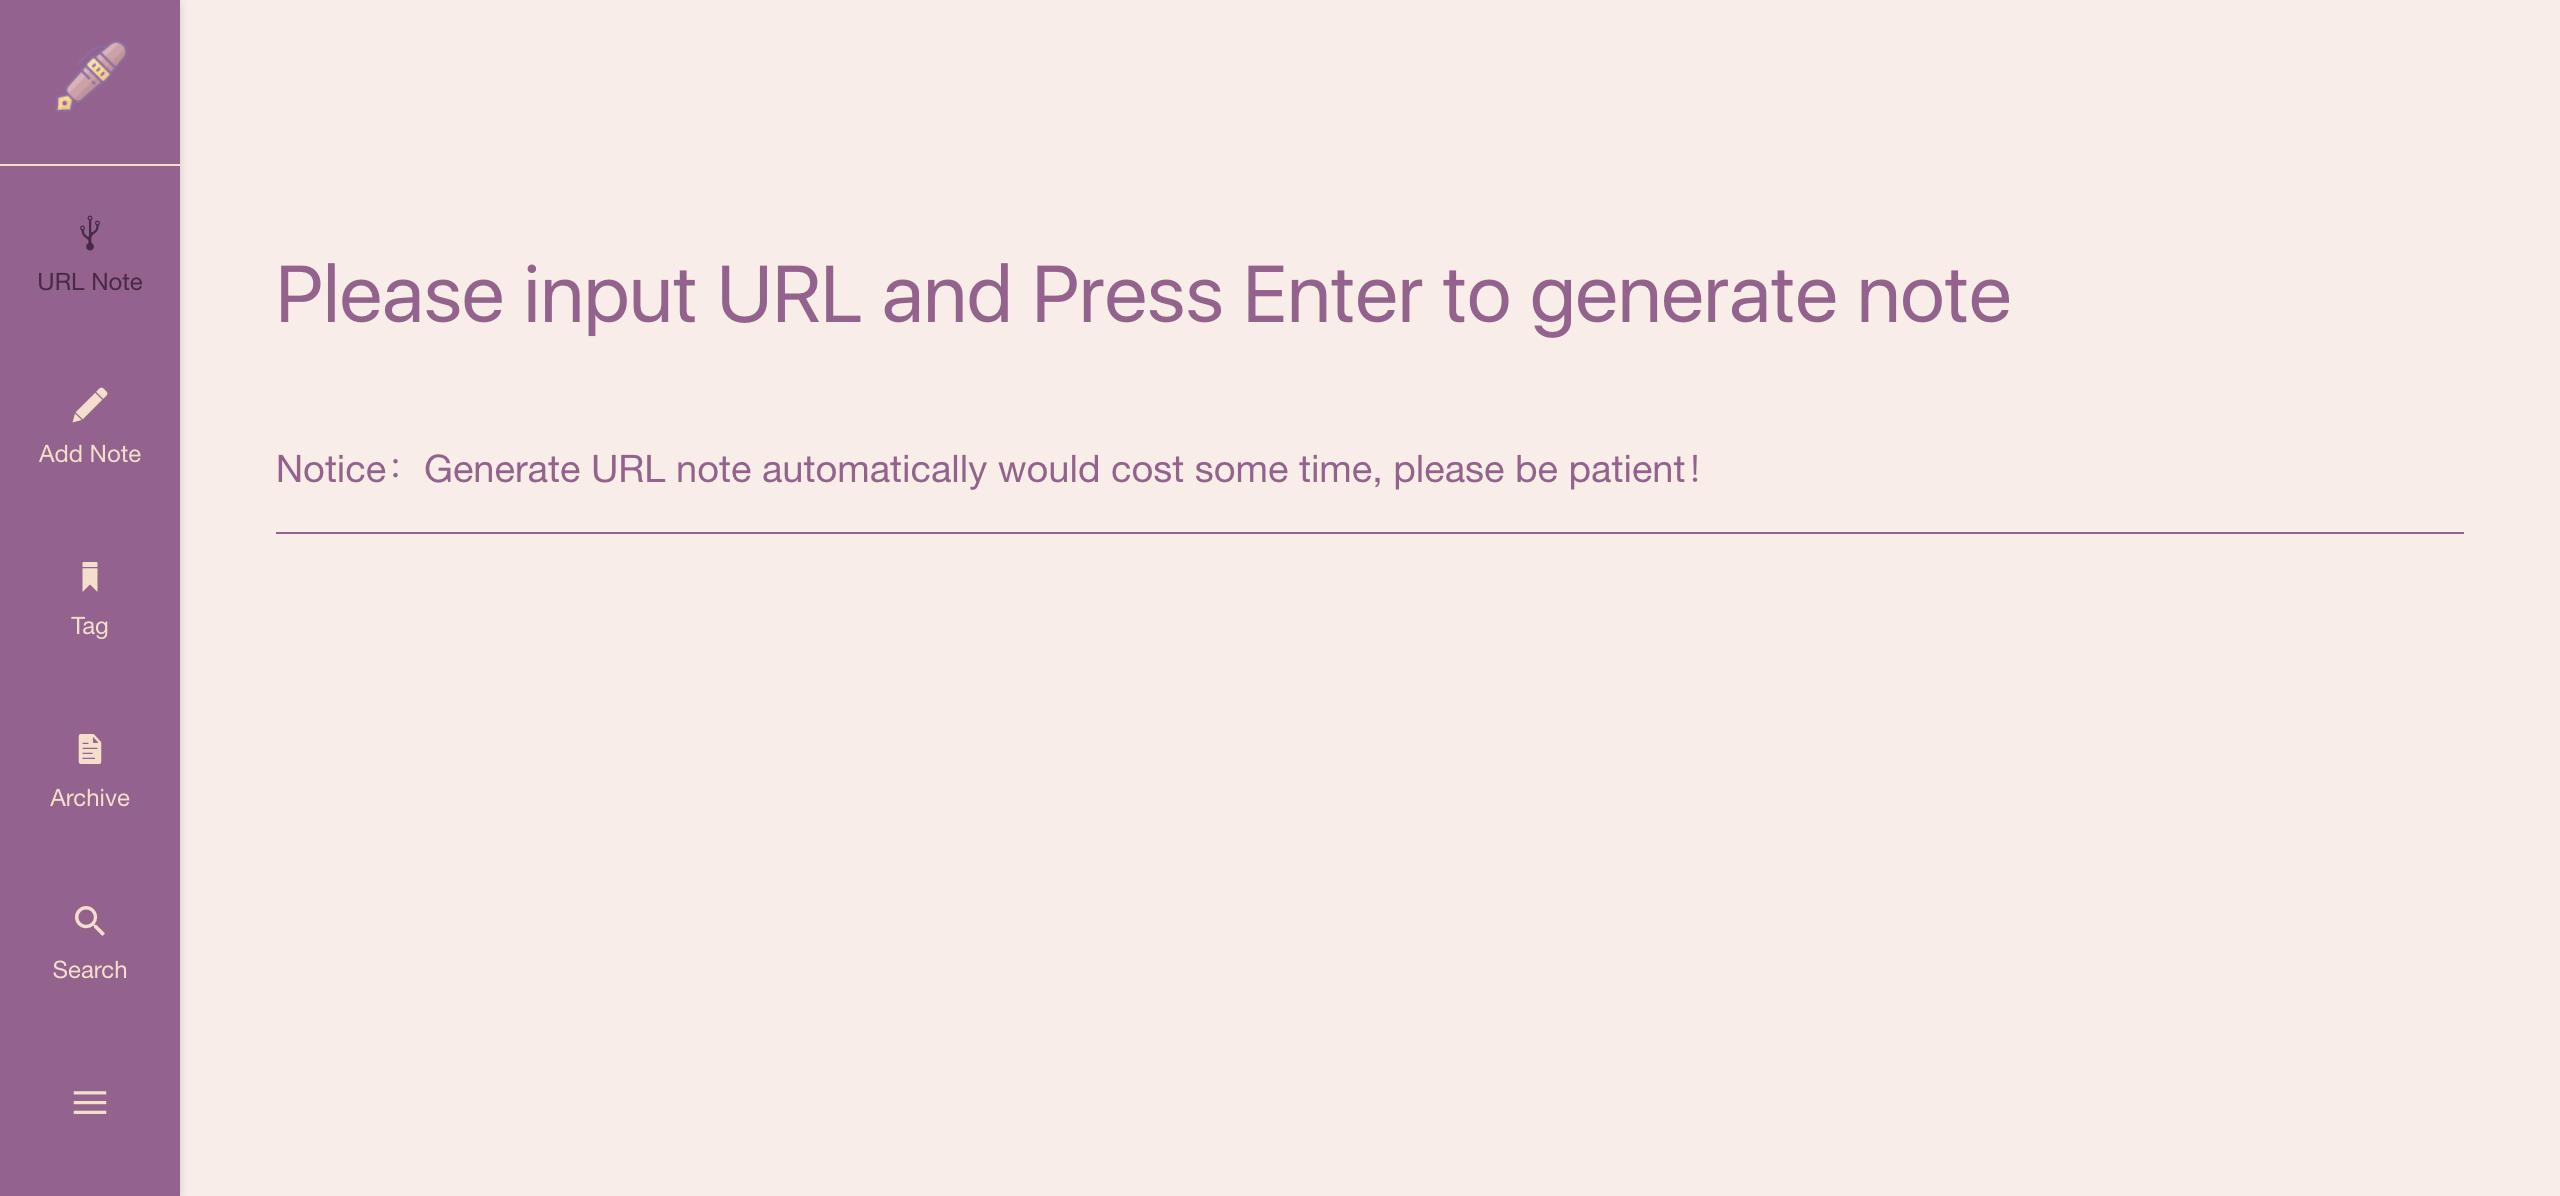 URL Note
Add Note
Tag
Archive
Search
Please input URL and Press Enter to generate note
Notice：Generate URL note automatically would cost some time, please be patient！